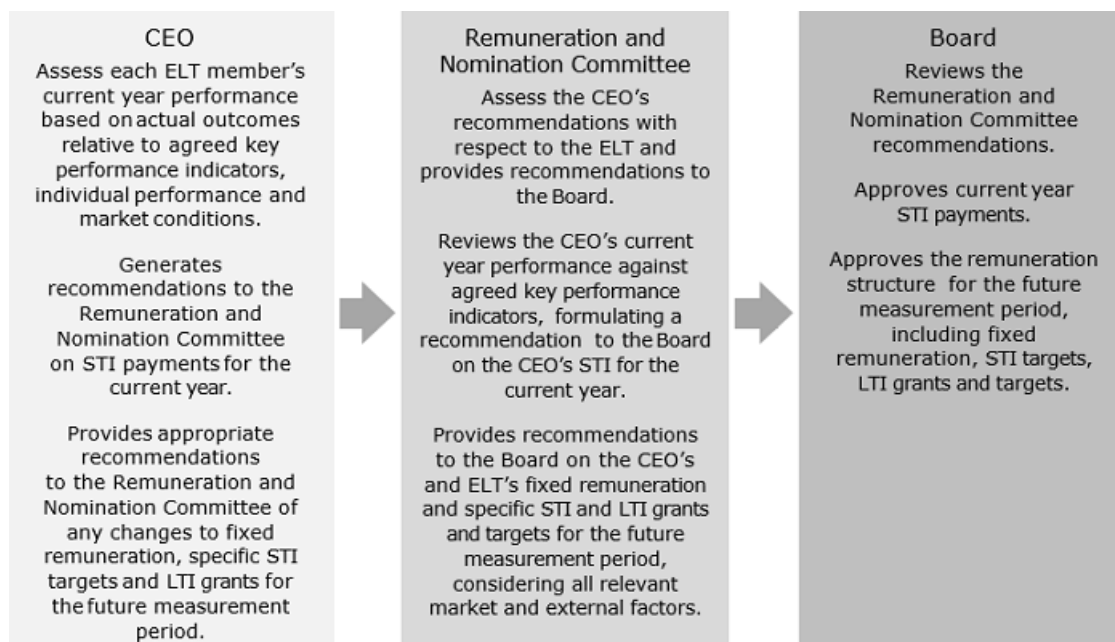 CEO
Assess each ELT member's
current year performance
based on actual outcomes
relative to agreed key
performance indicators,
individual performance and
market conditions.
Generates
recommendations to the
Remuneration and
Nomination Committee
on STI payments for the
current year.
Provides appropriate
recommendations
to the Remuneration and
Nomination Committee of
any changes to fixed
remuneration, specific STI
targets and LTI grants for
the future measurement
period.
Remuneration and
Nomination Committee
Assess the CEO's
recommendations with
respect to the ELT and
provides recommendations to
the Board.
Reviews the CEO's current
year performance against
agreed key performance
indicators, formulating a
recommendation to the Board
on the CEO's STI for the
current year.
Provides recommendations
to the Board on the CEO's
and ELT's fixed remuneration
and specific STI and LTI grants
and targets for the future
measurement period,
considering all relevant
market and external factors.
Board
Reviews the
Remuneration and
Nomination Committee
recommendations.
Approves current year
STI payments.
Approves the remuneration
structure for the future
measurement period,
including fixed
remuneration, STI targets,
LTI grants and targets.